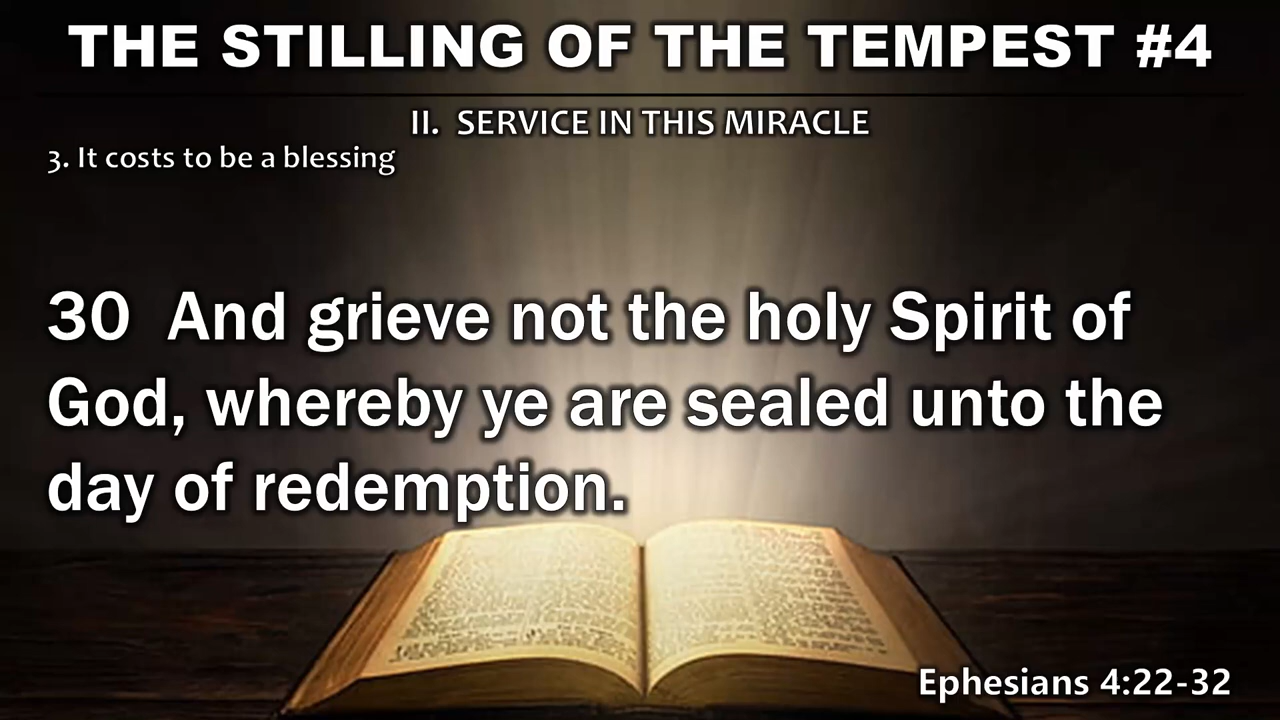 THE STILLING OF THE TEMPEST #4
II. SERVICE IN THIS MIRACLE
3. It costs to be a blessing
30 And grieve not the holy Spirit of
God, whereby ye are sealed unto the
day of redemption.
Ephesians 4:22-32